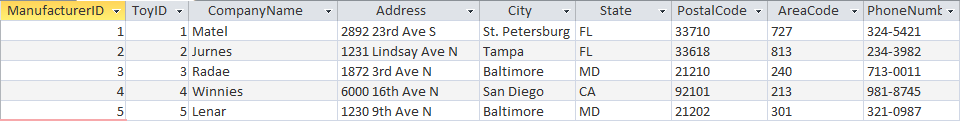 ManufacturerID ToyID CompanyName Address City State PostalCode AreaCode PhoneNumb
1 1 Matel 2892 23rd Ave S St. Petersburg FL 33710 727 324-5421
2 2 Jurnes 1231 Lindsay Ave N Tampa FL 33618 813 234-3982
3 3 Radae 1872 3rd Ave N Baltimore MD 21210 240 713-0011
4 4 Winnies 6000 16th Ave N San Diego CA 92101 213 981-8745
5 5 Lenar 1230 9th Ave N Baltimore MD 21202 301 321-0987